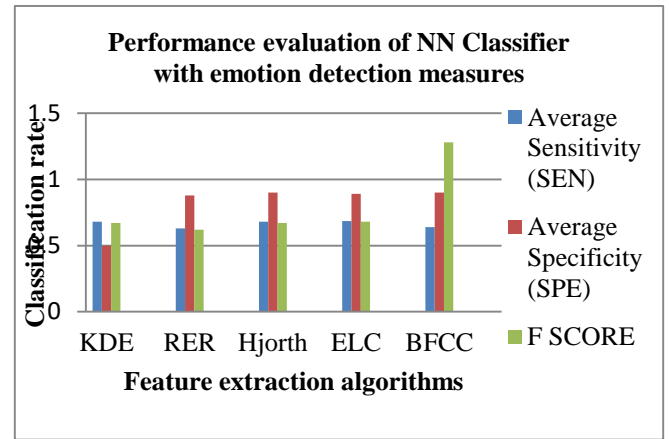 Performance evaluation of NN Classifier
with emotion detection measures
Classification rate
1.5
1
0.5
0
KDE
RER
Hjorth
ELC
BFCC
Feature extraction algorithms
Average
Sensitivity
(SEN)
Average
Specificity
(SPE)
F SCORE